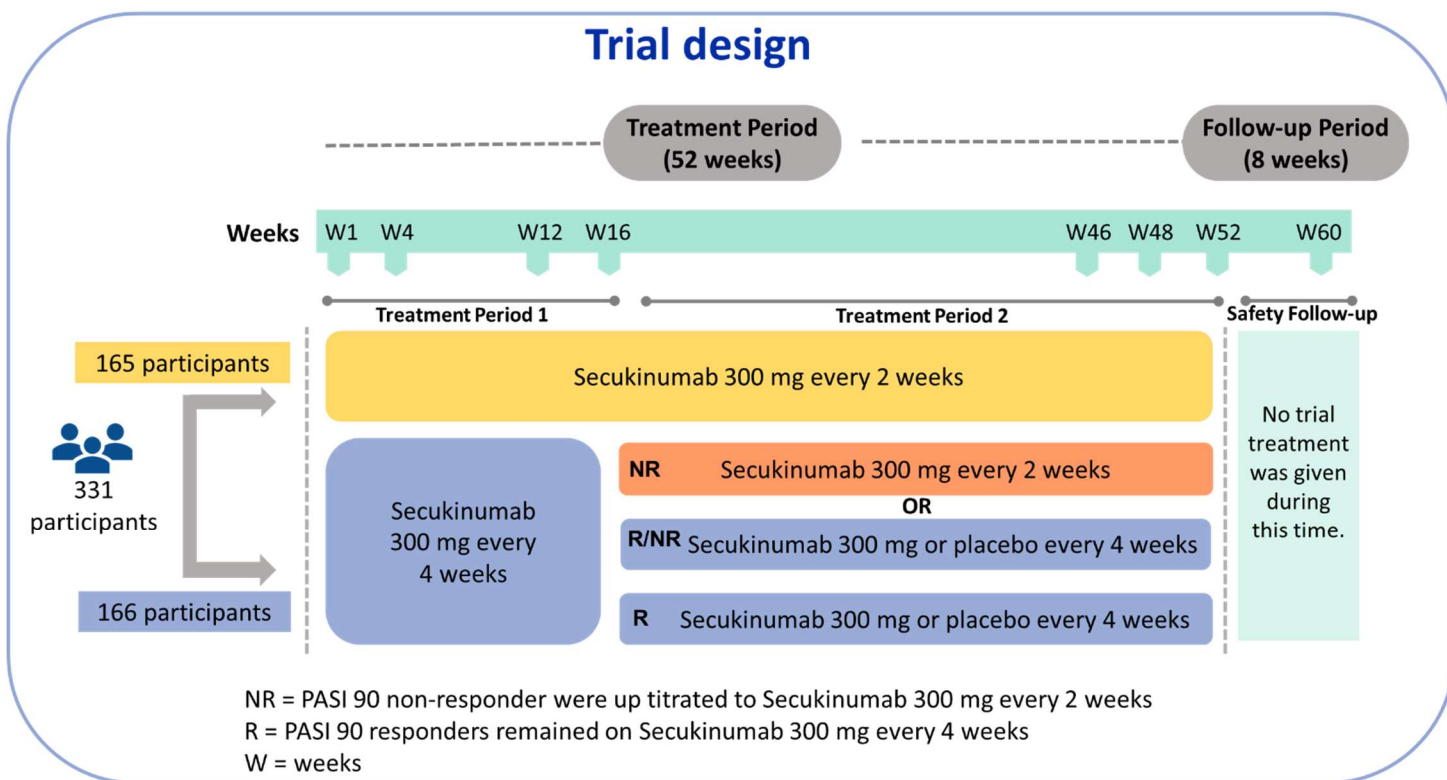 Trial design
Treatment Period
(52 weeks)
Follow-up Period
(8 weeks)
Weeks W1 W4 W12 W16 W46 W48 W52 W60
Treatment Period 1 Treatment Period 2 Safety Follow-up
165 participants
Secukinumab 300 mg every 2 weeks
331
participants
166 participants
Secukinumab
300 mg every
4 weeks
NR Secukinumab 300 mg every 2 weeks
OR
R/NR Secukinumab 300 mg or placebo every 4 weeks
R Secukinumab 300 mg or placebo every 4 weeks
No trial
treatment
was given
during
this time.
NR = PASI 90 non-responder were up titrated to Secukinumab 300 mg every 2 weeks
R = PASI 90 responders remained on Secukinumab 300 mg every 4 weeks
W = weeks